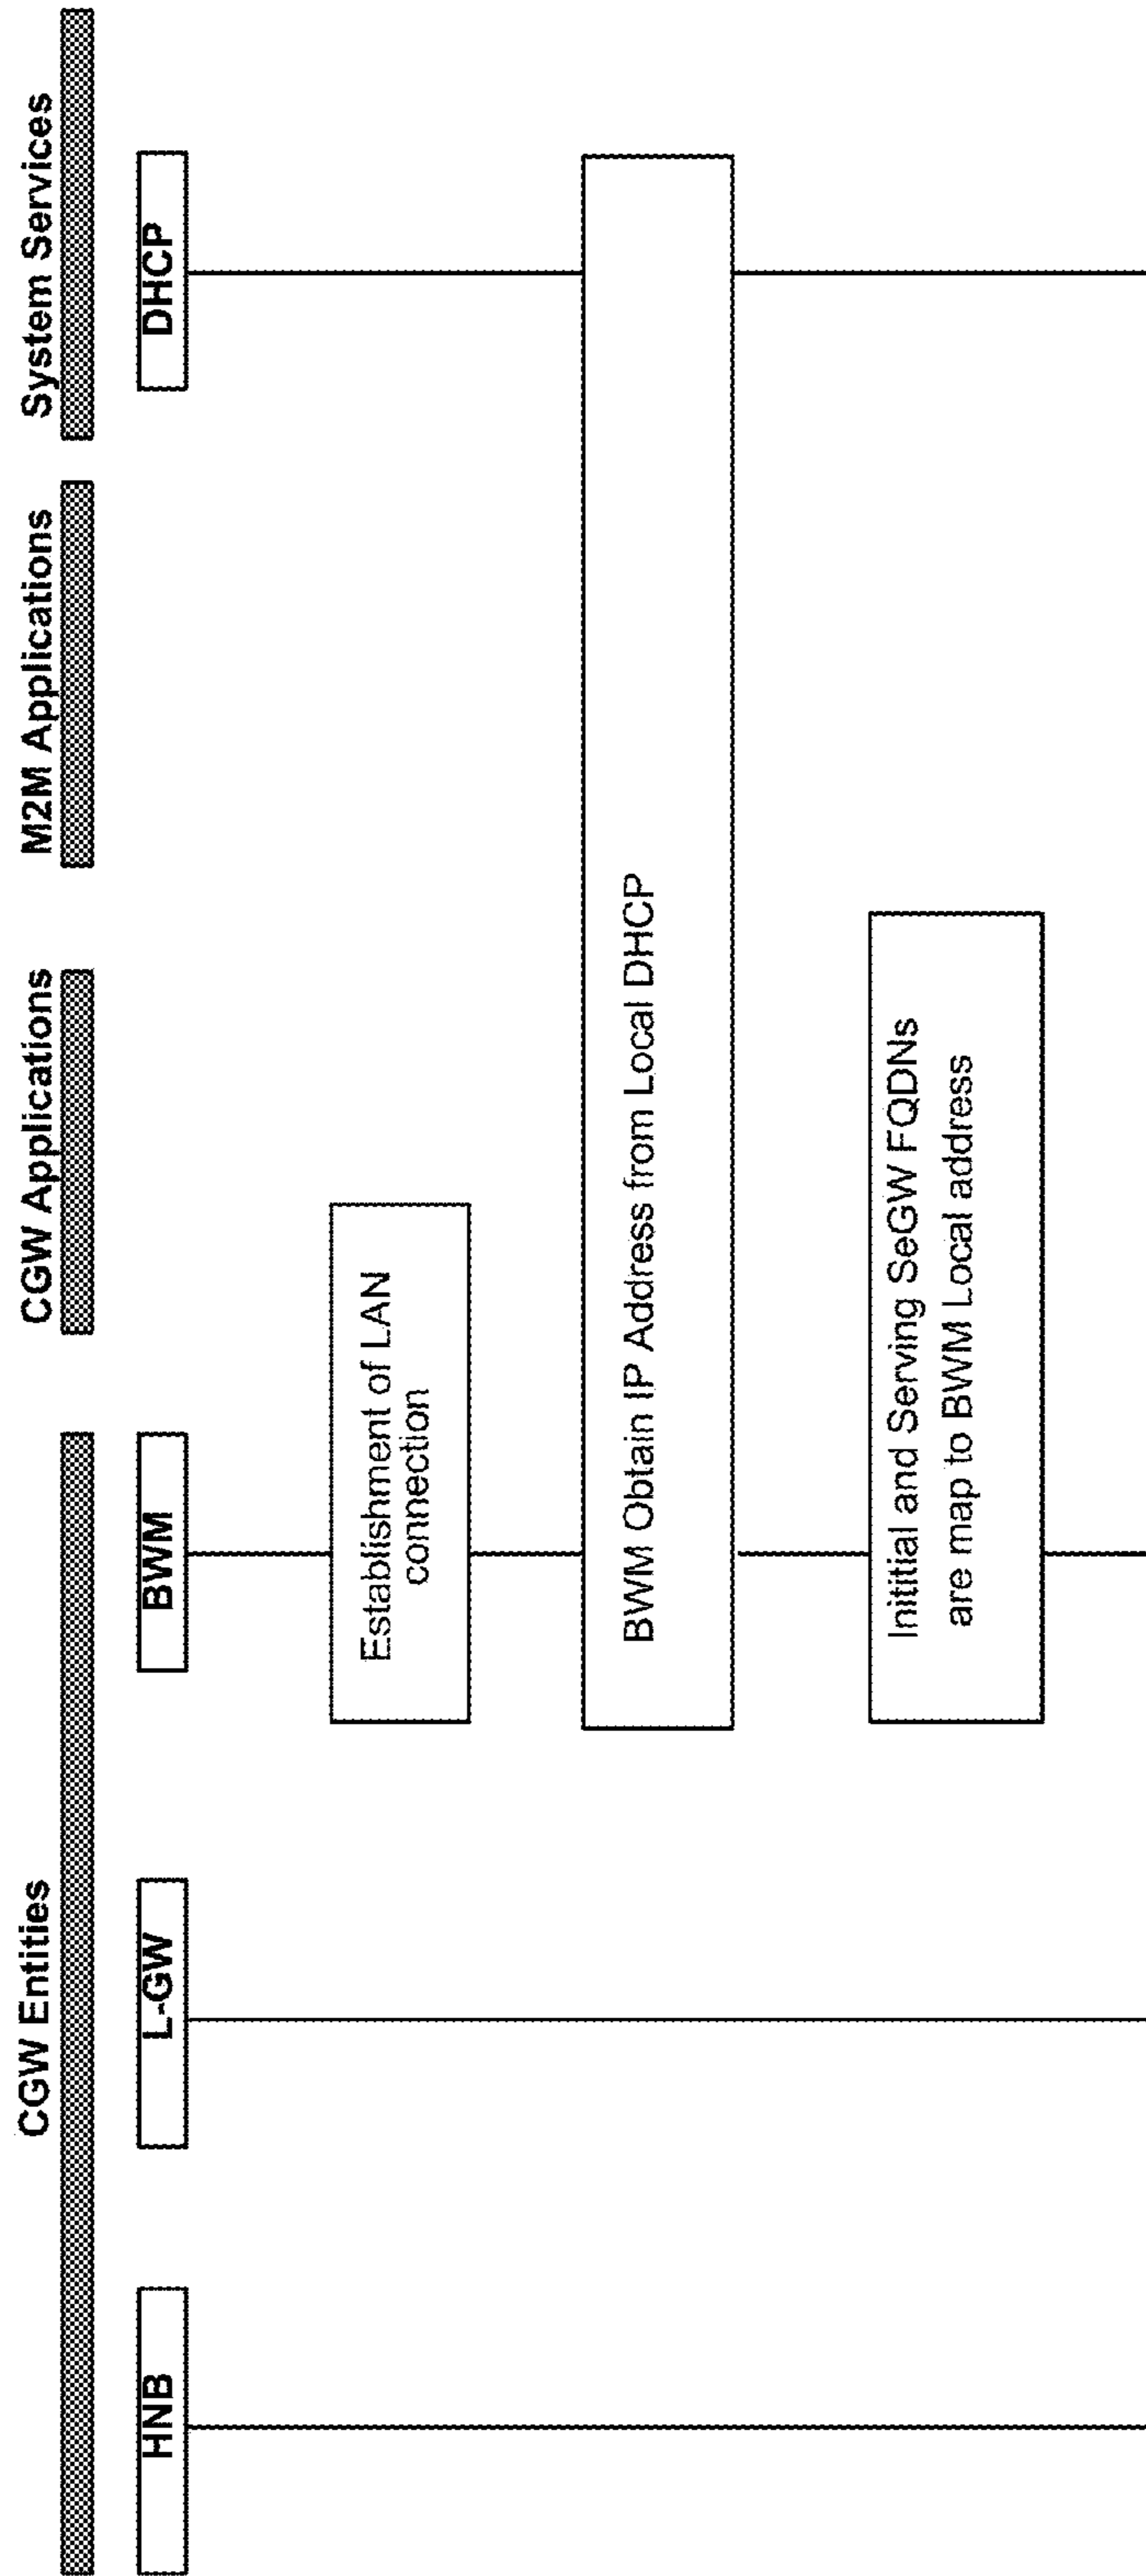 CGW Entities
CGW Applications
M2M Applications
System Services
HNB
L-GW
BWM
DHCP
Establishment of LAN
connection
BWM Obtain IP Address from Local DHCP
Inititial and Serving SeGW FQDNs
are map to BWM Local address